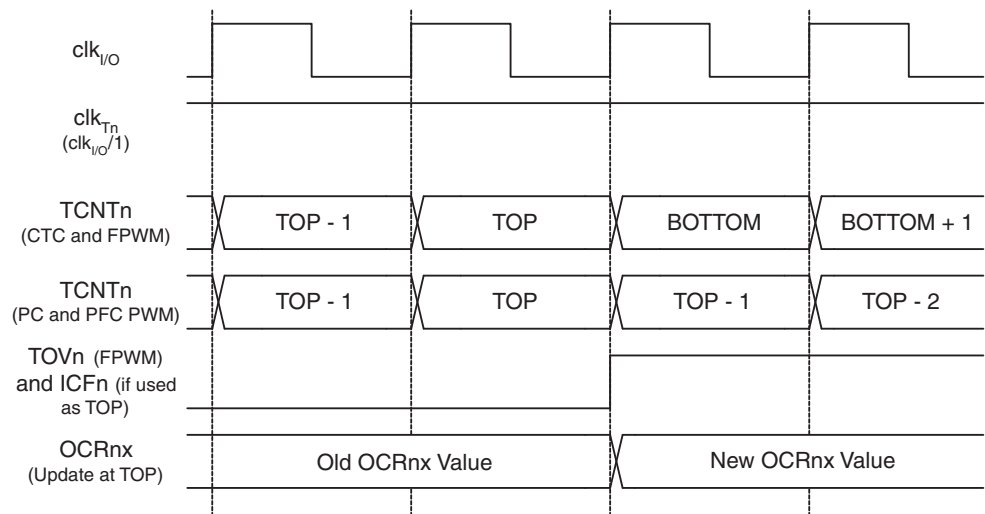 clkI/O
clkTn
(clkI/O/1)
TCNTn
(CTC and FPWM)
TOP - 1
TOP
BOTTOM
BOTTOM + 1
TCNTn
(PC and PFC PWM)
TOP - 1
TOP
TOP - 1
TOP - 2
TOVn (FPWM)
and ICFn (if used
as TOP)
OCRnx
(Update at TOP)
Old OCRnx Value
New OCRnx Value